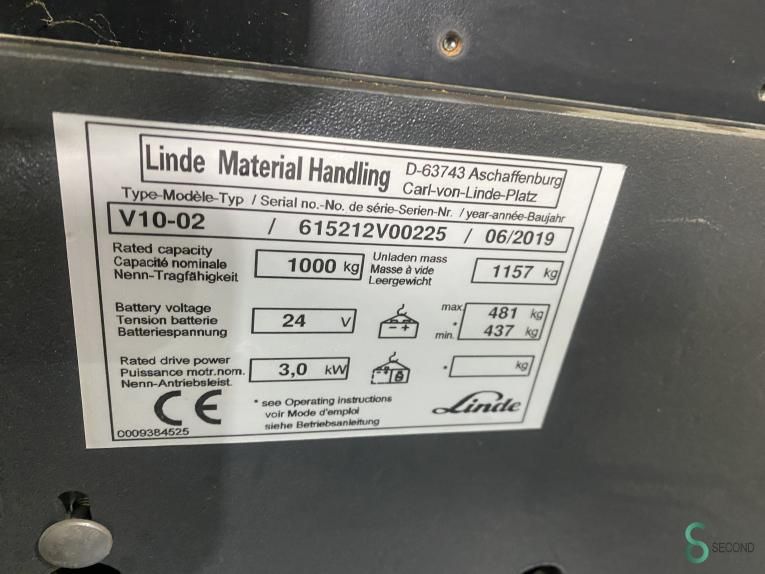 Linde Material Handling
D-63743 Aschaffenburg
Carl-von-Linde-Platz
Type-Modèle-Typ / Serial no.-No. de série-Serien-Nr. / year-année-Baujahr
V10-02 / 615212V00225 / 06/2019
Rated capacity
Capacité nominale
Nenn-Tragfähigkeit
1000 kg
Unladen mass
Masse à vide
Leergewicht
1157 kg
Battery voltage
Tension batterie
Batteriespannung
24 V
- +
max. 481 kg
*
min. 437 kg
Rated drive power
Puissance motr.nom.
Nenn-Antriebsleist.
3,0 kW
* kg
CE
0009384525
* see Operating instructions
voir Mode d'emploi
siehe Betriebsanleitung
Linde
SECOND